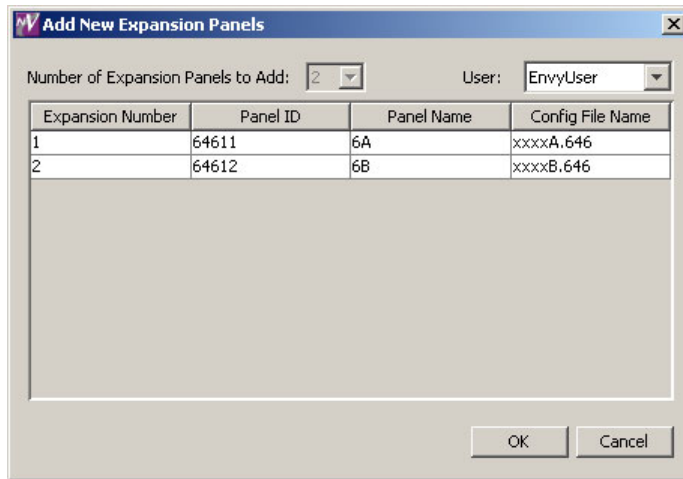 Add New Expansion Panels
Number of Expansion Panels to Add: 2 User: EnvyUser
Expansion Number Panel ID Panel Name Config File Name
1 64611 6A xxxxA.646
2 64612 6B xxxxB.646
OK Cancel